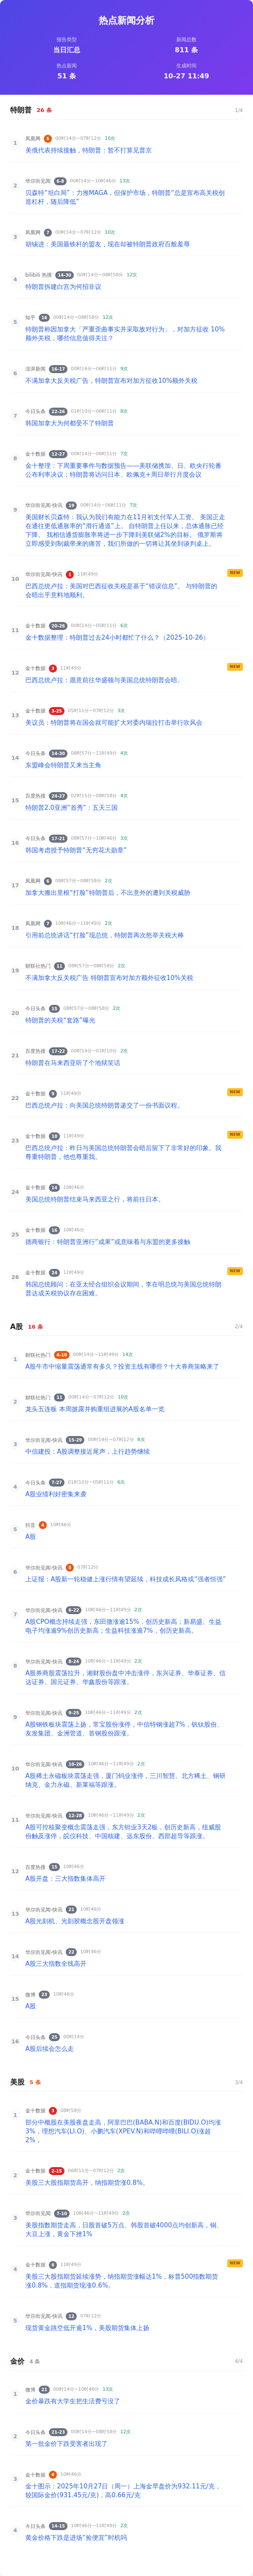 热点新闻分析
报告类型
新闻总数
当日汇总
811 条
热点新闻
生成时间
51 条
10-27 11:49
特朗普 26 条 1/4
1 凤凰网 5 00时14分~07时12分 10次
美俄代表持续接触，特朗普：暂不打算见普京
2 华尔街见闻 6-8 00时14分~10时46分 13次
贝森特“坦白局”：力推MAGA，但保护市场，特朗普“总是宣布高关税创
造杠杆，随后降低”
3 凤凰网 7 00时14分~07时12分 10次
胡锡进：美国最铁杆的盟友，现在却被特朗普政府百般羞辱
4 bilibili 热搜 14-30 00时14分~08时58分 12次
特朗普拆建白宫为何招非议
5 知乎 16 00时14分~08时58分 12次
特朗普称因加拿大「严重歪曲事实并采取敌对行为」，对加方征收 10%
额外关税，哪些信息值得关注？
6 澎湃新闻 16-17 00时14分~06时11分 9次
不满加拿大反关税广告，特朗普宣布对加方征收10%额外关税
7 今日头条 22-26 01时10分~06时11分 8次
韩国加拿大为何都受不了特朗普
8 金十数据 12-27 00时14分~06时11分 7次
金十整理：下周重要事件与数据预告——美联储携加、日、欧央行轮番
公布利率决议；特朗普将访问日本、欧佩克+周日举行月度会议
9 华尔街见闻-快讯 19 00时14分~06时11分 7次
美国财长贝森特：我认为我们有能力在11月初支付军人工资。 美国正走
在通往更低通胀率的“滑行通道”上。 自特朗普上任以来，总体通胀已经
下降。 我相信通货膨胀率将进一步下降到美联储2%的目标。 俄罗斯将
立即感受到制裁带来的痛苦，我们所做的一切将让其坐到谈判桌上。
10 华尔街见闻-快讯 1 11时49分 NEW
巴西总统卢拉：美国对巴西征收关税是基于“错误信息”。 与特朗普的
会晤出乎意料地顺利。
11 金十数据 20-26 00时14分~05时11分 6次
金十数据整理：特朗普过去24小时都忙了什么？（2025-10-26）
12 金十数据 3 11时49分 NEW
巴西总统卢拉：愿意前往华盛顿与美国总统特朗普会晤。
13 金十数据 3-25 05时11分~07时12分 3次
美议员：特朗普将在国会就可能扩大对委内瑞拉打击举行吹风会
14 今日头条 14-30 08时57分~11时49分 4次
东盟峰会特朗普又来当主角
15 百度热搜 24-27 02时15分~08时58分 4次
特朗普2.0亚洲“首秀”：五天三国
16 今日头条 17-21 08时57分~10时46分 3次
韩国考虑授予特朗普“无穷花大勋章”
17 凤凰网 6 08时57分~08时58分 2次
加拿大搬出里根“打脸”特朗普后，不出意外的遭到关税威胁
18 凤凰网 7 10时46分~11时49分 2次
引用前总统讲话“打脸”现总统，特朗普再次怒举关税大棒
19 财联社热门 11 08时57分~08时58分 2次
不满加拿大反关税广告 特朗普宣布对加方额外征收10%关税
20 今日头条 15 08时57分~08时58分 2次
特朗普的关税“套路”曝光
21 百度热搜 17-22 00时14分~01时10分 2次
特朗普在马来西亚听了个地狱笑话
22 金十数据 9 11时49分 NEW
巴西总统卢拉：向美国总统特朗普递交了一份书面议程。
23 金十数据 10 11时49分 NEW
巴西总统卢拉：昨日与美国总统特朗普会晤后留下了非常好的印象。我
尊重特朗普，他也尊重我。
24 金十数据 14 10时46分
美国总统特朗普结束马来西亚之行，将前往日本。
25 金十数据 16 10时46分
德商银行：特朗普亚洲行“成果”或意味着与东盟的更多接触
26 金十数据 24 11时49分 NEW
韩国总统顾问：在亚太经合组织会议期间，李在明总统与美国总统特朗
普达成关税协议存在困难。
A股 16 条 2/4
1 财联社热门 4-10 00时14分~11时49分 14次
A股牛市中缩量震荡通常有多久？投资主线有哪些？十大券商策略来了
2 财联社热门 11 00时14分~07时12分 10次
龙头五连板 本周披露并购重组进展的A股名单一览
3 华尔街见闻-快讯 15-29 00时14分~07时12分 8次
中信建投：A股调整接近尾声，上行趋势继续
4 今日头条 7-27 01时10分~05时11分 6次
A股业绩利好密集来袭
5 抖音 4 10时46分
A股
6 华尔街见闻-快讯 5 07时12分
上证报：A股新一轮稳健上涨行情有望延续，科技成长风格或“强者恒强”
7 华尔街见闻-快讯 6-22 10时46分~11时49分 2次
A股CPO概念持续走强，东田微涨逾15%，创历史新高；新易盛、生益
电子均涨逾9%创历史新高；生益科技涨逾7%，创历史新高。
8 华尔街见闻-快讯 8-24 10时46分~11时49分 2次
A股券商股震荡拉升，湘财股份盘中冲击涨停，东兴证券、华泰证券、信
达证券、国元证券、华鑫股份等跟涨。
9 华尔街见闻-快讯 9-25 10时46分~11时49分 2次
A股钢铁板块震荡上扬，常宝股份涨停，中信特钢涨超7%，钒钛股份、
友发集团、金洲管道、首钢股份跟涨。
10 华尔街见闻-快讯 10-26 10时46分~11时49分 2次
A股稀土永磁板块震荡走强，厦门钨业涨停，三川智慧、北方稀土、钢研
纳克、金力永磁、新莱福等跟涨。
11 华尔街见闻-快讯 12-28 10时46分~11时49分 2次
A股可控核聚变概念震荡走强，东方钽业3天2板，创历史新高，纽威股
份触及涨停，皖仪科技、中国核建、远东股份、西部超导等跟涨。
12 百度热搜 15 10时46分
A股开盘：三大指数集体高开
13 华尔街见闻-快讯 21 10时46分
A股光刻机、光刻胶概念股开盘领涨
14 华尔街见闻-快讯 22 10时46分
A股三大指数全线高开
15 微博 23 10时46分
A股
16 今日头条 25 00时14分
A股后续会怎么走
美股 5 条 3/4
1 金十数据 3 08时58分
部分中概股在美股夜盘走高，阿里巴巴(BABA.N)和百度(BIDU.O)均涨
3%，理想汽车(LI.O)、小鹏汽车(XPEV.N)和哔哩哔哩(BILI.O)涨超
2%。
2 金十数据 2-15 06时11分~07时12分 2次
美股三大股指期货高开，纳指期货涨0.8%。
3 华尔街见闻 7-10 10时46分~11时49分 2次
美股指数期货走高，日股首破5万点、韩股首破4000点均创新高，铜、
大豆上涨，黄金下挫1%
4 金十数据 6 11时49分 NEW
美股三大股指期货延续涨势，纳指期货涨幅达1%，标普500指数期货
涨0.8%，道指期货现涨0.6%。
5 华尔街见闻-快讯 12 07时12分
现货黄金跳空低开逾1%，美股期货集体上扬
金价 4 条 4/4
1 微博 21 00时14分~10时46分 13次
金价暴跌有大学生把生活费亏没了
2 今日头条 21-23 00时14分~08时58分 12次
第一批金价下跌受害者出现了
3 金十数据 4 10时46分
金十图示：2025年10月27日（周一）上海金早盘价为932.11元/克，
较国际金价(931.45元/克)，高0.66元/克
4 今日头条 14-15 10时46分~11时49分 2次
黄金价格下跌是进场“捡便宜”时机吗